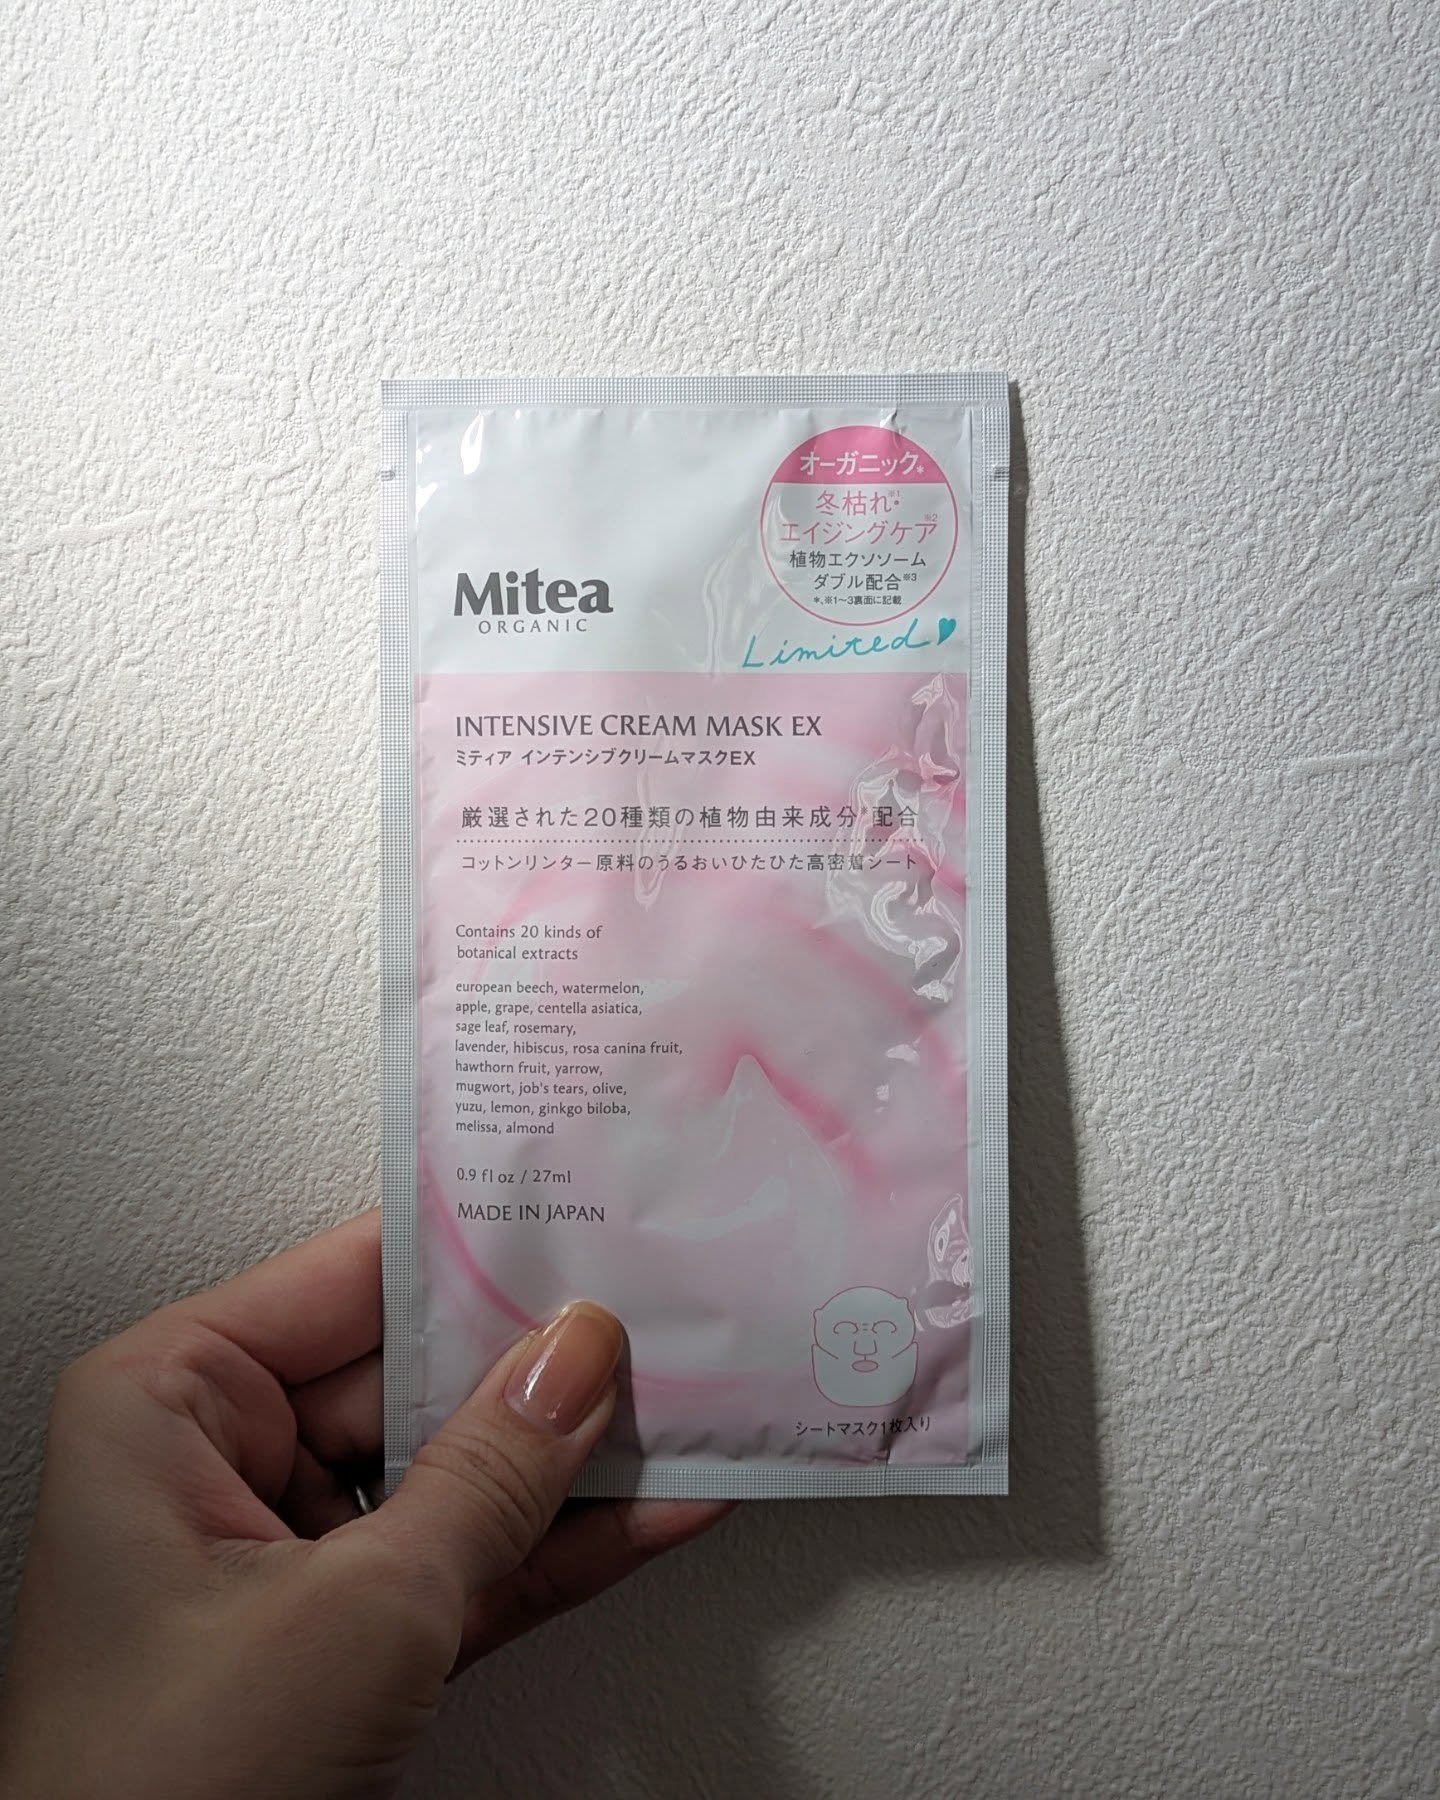 オーガニック*
冬枯れ※1・
エイジングケア※2
植物エクソソーム
ダブル配合※3
*、※1〜3裏面に記載
Mitea
ORGANIC
Limited
INTENSIVE CREAM MASK EX
ミティア インテンシブクリームマスクEX
厳選された20種類の植物由来成分*配合
コットンリンター原料のうるおいひたひた高密着シート
Contains 20 kinds of
botanical extracts
european beech, watermelon,
apple, grape, centella asiatica,
sage leaf, rosemary,
lavender, hibiscus, rosa canina fruit,
hawthorn fruit, yarrow,
mugwort, job's tears, olive,
yuzu, lemon, ginkgo biloba,
melissa, almond
0.9 fl oz / 27ml
MADE IN JAPAN
シートマスク1枚入り